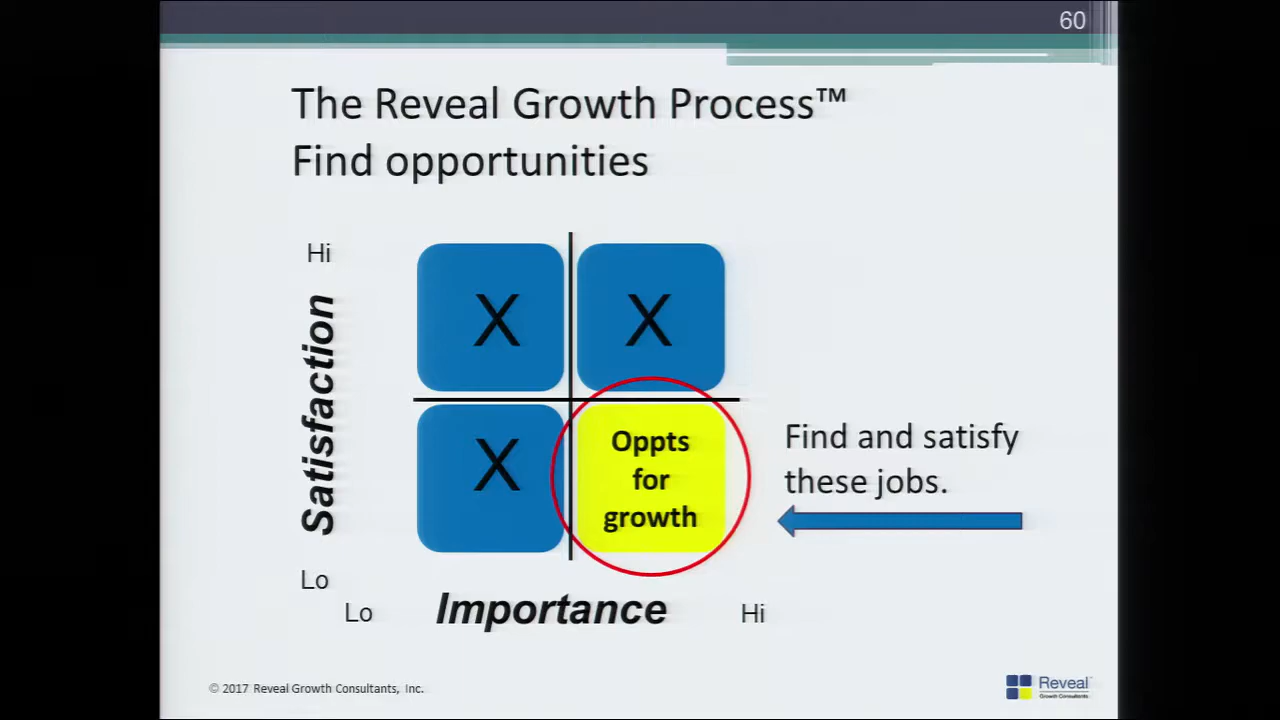 60
The Reveal Growth Process™
Find opportunities
Hi
Satisfaction
Lo
X
X
X
Oppts
for
growth
Find and satisfy
these jobs.
Lo
Importance
Hi
© 2017 Reveal Growth Consultants, Inc.
Reveal
Growth Consultants